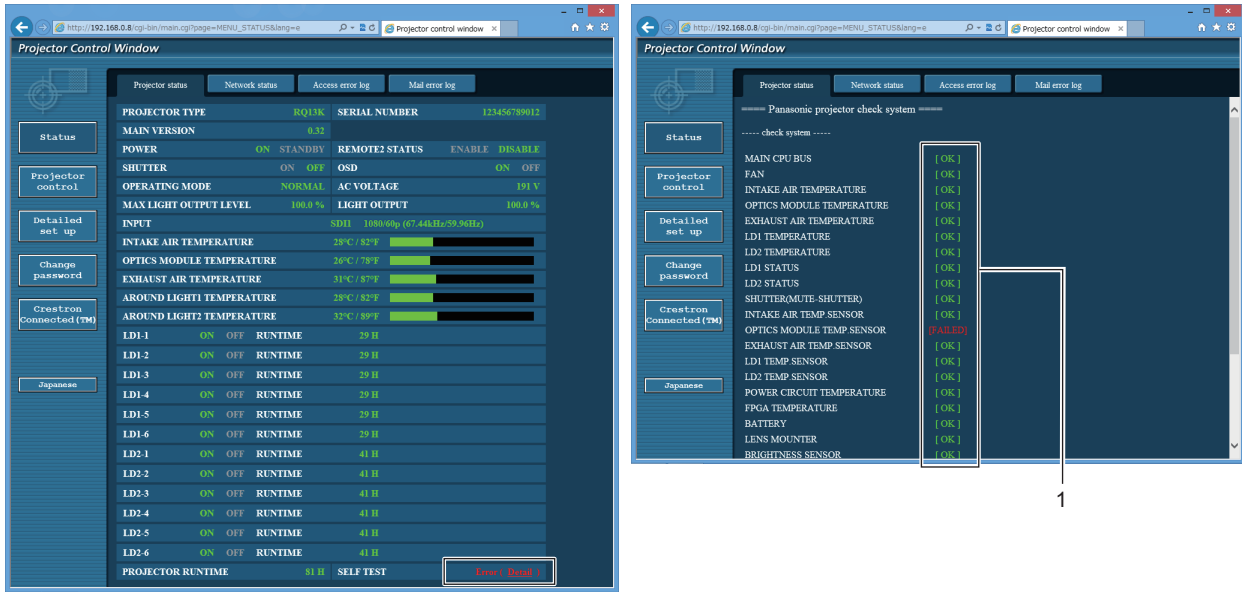 http://192.168.0.8/cgi-bin/main.cgi?page=MENU_STATUS&lang=e
Projector control window
Projector Control Window
Projector status Network status Access error log Mail error log
Status
Projector control
Detailed set up
Change password
Crestron Connected(TM)
Japanese
PROJECTOR TYPE RQ13K SERIAL NUMBER 123456789012
MAIN VERSION 0.32
POWER ON STANDBY REMOTE2 STATUS ENABLE DISABLE
SHUTTER ON OFF OSD ON OFF
OPERATING MODE NORMAL AC VOLTAGE 191 V
MAX LIGHT OUTPUT LEVEL 100.0 % LIGHT OUTPUT 100.0 %
INPUT SDI1 1080/60p (67.44kHz/59.96Hz)
INTAKE AIR TEMPERATURE 28°C / 82°F
OPTICS MODULE TEMPERATURE 26°C / 78°F
EXHAUST AIR TEMPERATURE 31°C / 87°F
AROUND LIGHT1 TEMPERATURE 28°C / 82°F
AROUND LIGHT2 TEMPERATURE 32°C / 89°F
LD1-1 ON OFF RUNTIME 29 H
LD1-2 ON OFF RUNTIME 29 H
LD1-3 ON OFF RUNTIME 29 H
LD1-4 ON OFF RUNTIME 29 H
LD1-5 ON OFF RUNTIME 29 H
LD1-6 ON OFF RUNTIME 29 H
LD2-1 ON OFF RUNTIME 41 H
LD2-2 ON OFF RUNTIME 41 H
LD2-3 ON OFF RUNTIME 41 H
LD2-4 ON OFF RUNTIME 41 H
LD2-5 ON OFF RUNTIME 41 H
LD2-6 ON OFF RUNTIME 41 H
PROJECTOR RUNTIME 81 H SELF TEST Error ( Detail )
http://192.168.0.8/cgi-bin/main.cgi?page=MENU_STATUS&lang=e
Projector control window
Projector Control Window
Projector status Network status Access error log Mail error log
Status
Projector control
Detailed set up
Change password
Crestron Connected(TM)
Japanese
==== Panasonic projector check system ====
----- check system -----
MAIN CPU BUS [ OK ]
FAN [ OK ]
INTAKE AIR TEMPERATURE [ OK ]
OPTICS MODULE TEMPERATURE [ OK ]
EXHAUST AIR TEMPERATURE [ OK ]
LD1 TEMPERATURE [ OK ]
LD2 TEMPERATURE [ OK ]
LD1 STATUS [ OK ]
LD2 STATUS [ OK ]
SHUTTER(MUTE-SHUTTER) [ OK ]
INTAKE AIR TEMP.SENSOR [ OK ]
OPTICS MODULE TEMP.SENSOR [FAILED]
EXHAUST AIR TEMP.SENSOR [ OK ]
LD1 TEMP.SENSOR [ OK ]
LD2 TEMP.SENSOR [ OK ]
POWER CIRCUIT TEMPERATURE [ OK ]
FPGA TEMPERATURE [ OK ]
BATTERY [ OK ]
LENS MOUNTER [ OK ]
BRIGHTNESS SENSOR [ OK ]
1